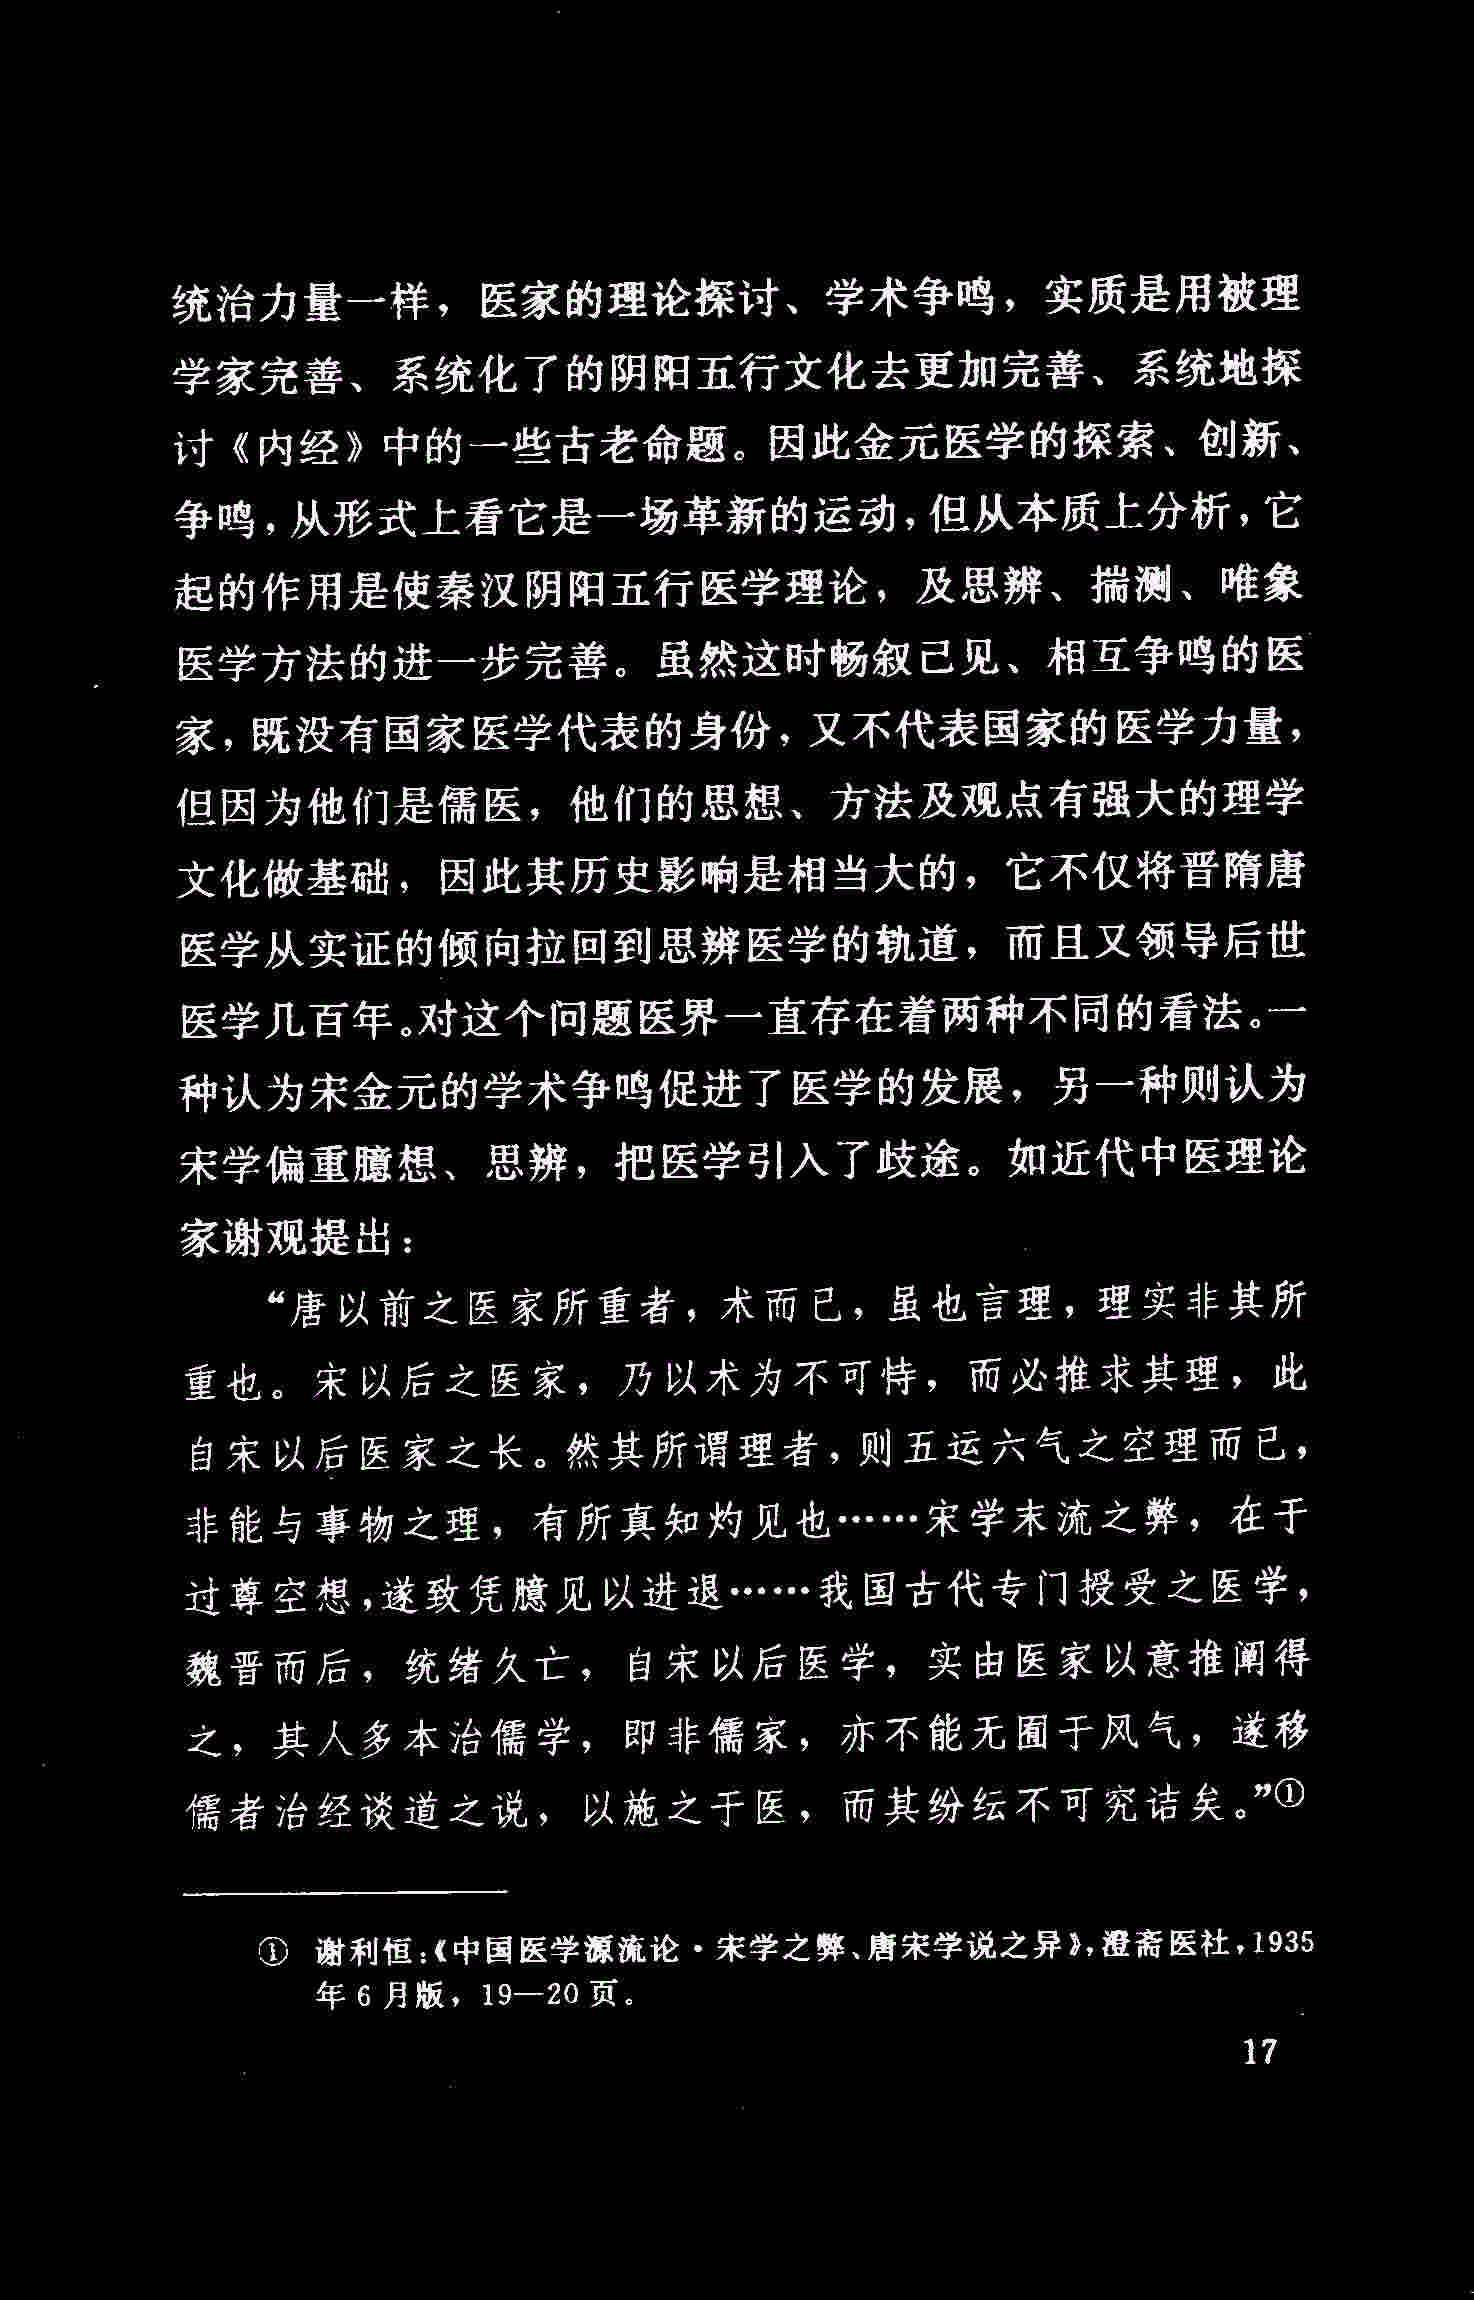 统治力量一样，医家的理论探讨、学术争鸣，实质是用被理
学家完善、系统化了的阴阳五行文化去更加完善、系统地探
讨《内经》中的一些古老命题。因此金元医学的探索、创新、
争鸣，从形式上看它是一场革新的运动，但从本质上分析，它
起的作用是使秦汉阴阳五行医学理论，及思辨、揣测、唯象
医学方法的进一步完善。虽然这时畅叙己见、相互争鸣的医
家，既没有国家医学代表的身份，又不代表国家的医学力量，
但因为他们是儒医，他们的思想、方法及观点有强大的理学
文化做基础，因此其历史影响是相当大的，它不仅将晋隋唐
医学从实证的倾向拉回到思辨医学的轨道，而且又领导后世
医学几百年。对这个问题医界一直存在着两种不同的看法。一
种认为宋金元的学术争鸣促进了医学的发展，另一种则认为
宋学偏重臆想、思辨，把医学引入了歧途。如近代中医理论
家谢观提出：
“唐以前之医家所重者，术而已，虽也言理，理实非其所
重也。宋以后之医家，乃以术为不可恃，而必推求其理，此
自宋以后医家之长。然其所谓理者，则五运六气之空理而已，
非能与事物之理，有所真知灼见也……宋学末流之弊，在于
过尊空想，遂致凭臆见以进退……我国古代专门授受之医学，
魏晋而后，统绪久亡，自宋以后医学，实由医家以意推阐得
之，其人多本治儒学，即非儒家，亦不能无囿于风气，遂移
儒者治经谈道之说，以施之于医，而其纷纭不可究诘矣。”①
① 谢利恒：《中国医学源流论·宋学之弊、唐宋学说之异》，澄斋医社，1935
年 6 月版，19—20 页。
17